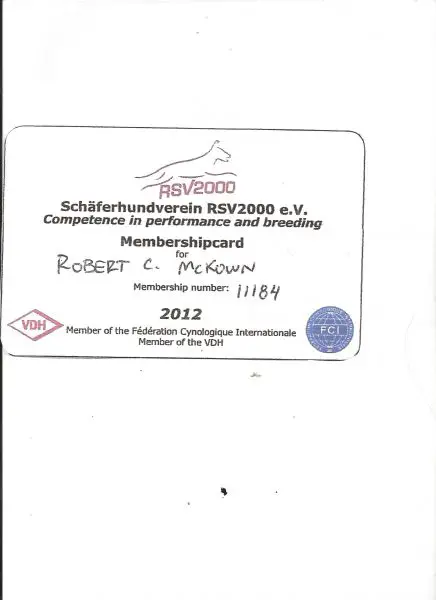 RSV2000
Schäferhundverein RSV2000 e.V.
Competence in performance and breeding
Membershipcard
for
ROBERT C. McKOWN
Membership number: 11184
2012
VDH
FCI
Member of the Fédération Cynologique Internationale
Member of the VDH